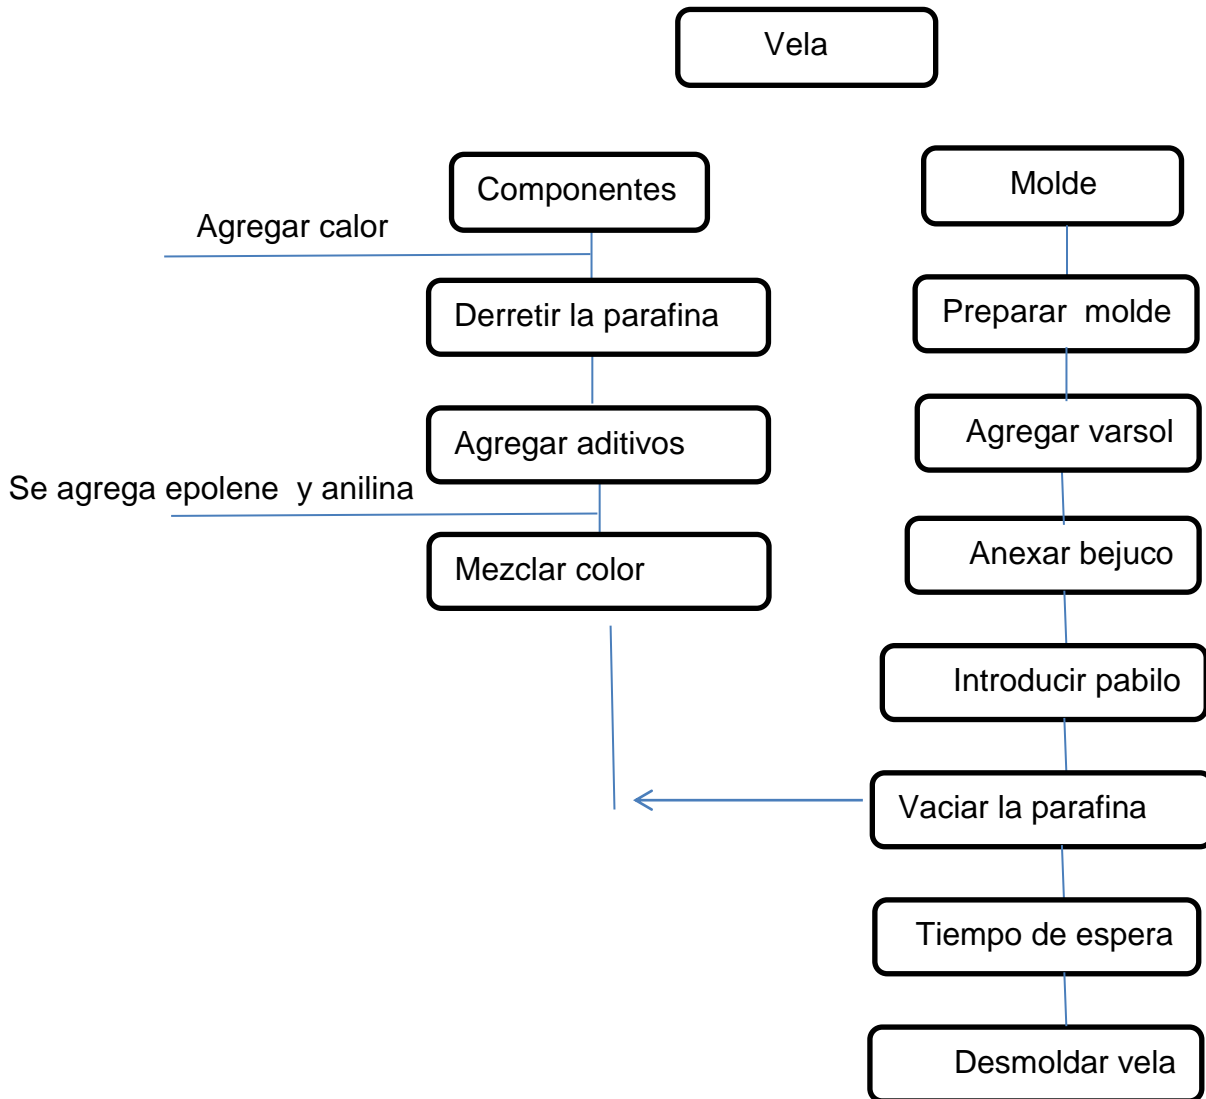 Vela
Componentes
Agregar calor
Derretir la parafina
Agregar aditivos
Se agrega epolene y anilina
Mezclar color
Molde
Preparar molde
Agregar varsol
Anexar bejuco
Introducir pabilo
Vaciar la parafina
Tiempo de espera
Desmoldar vela